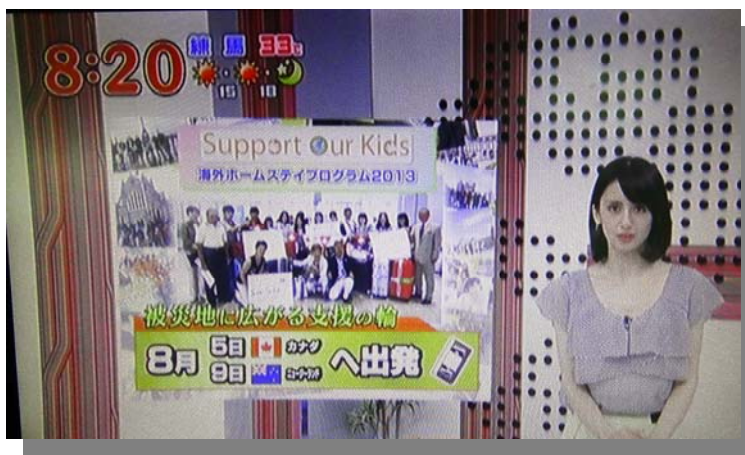 8:20
練馬 33℃
15 18
Support Our Kids
海外ホームステイプログラム2013
被災地に広がる支援の輪
8月 5日 カナダ
9日 ニュージーランド
へ出発